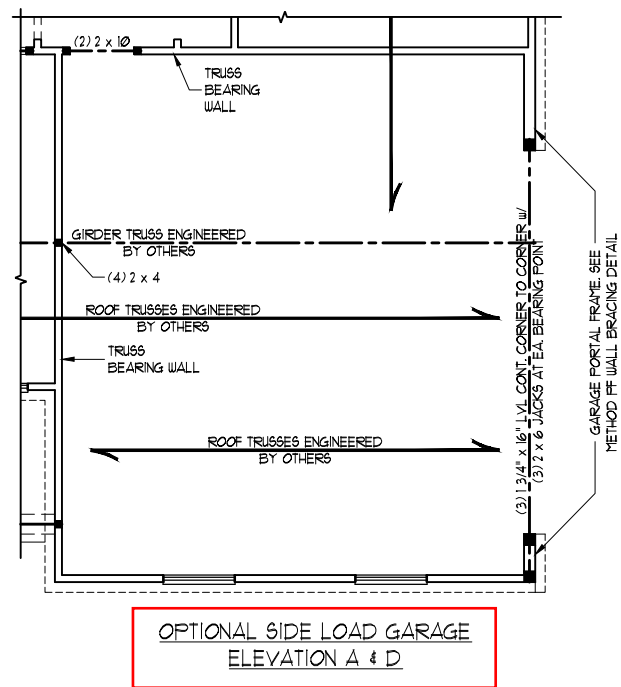 (2) 2 x 10
TRUSS
BEARING
WALL
GIRDER TRUSS ENGINEERED
BY OTHERS
(4) 2 x 4
ROOF TRUSSES ENGINEERED
BY OTHERS
TRUSS
BEARING WALL
ROOF TRUSSES ENGINEERED
BY OTHERS
(3) 1 3/4" x 16" LVL CONT. CORNER TO CORNER w/
(3) 2 x 6 JACKS AT EA. BEARING POINT
GARAGE PORTAL FRAME. SEE
METHOD PF WALL BRACING DETAIL
OPTIONAL SIDE LOAD GARAGE
ELEVATION A & D